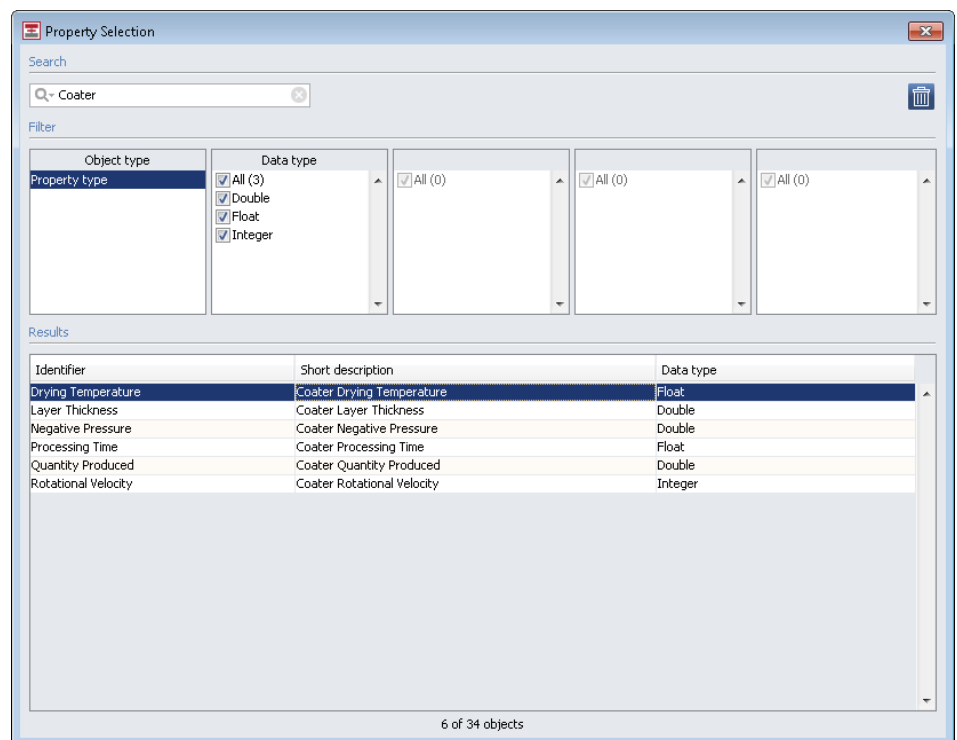 Property Selection
Search
Coater
Filter
Object type Data type
Property type All (3) All (0) All (0) All (0)
Double
Float
Integer
Results
Identifier Short description Data type
Drying Temperature Coater Drying Temperature Float
Layer Thickness Coater Layer Thickness Double
Negative Pressure Coater Negative Pressure Double
Processing Time Coater Processing Time Float
Quantity Produced Coater Quantity Produced Double
Rotational Velocity Coater Rotational Velocity Integer
6 of 34 objects